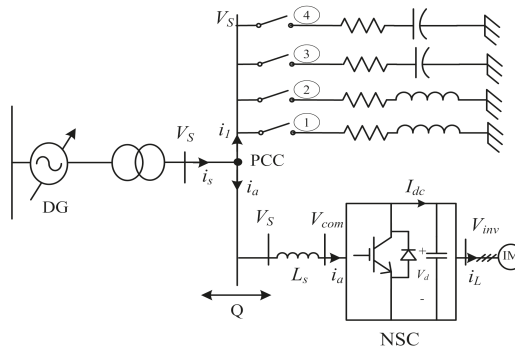 V_S
4
3
2
1
V_S
i_1
PCC
i_s
i_a
DG
V_S
V_com
I_dc
V_inv
L_s
i_a
+
V_d
-
i_L
IM
Q
NSC